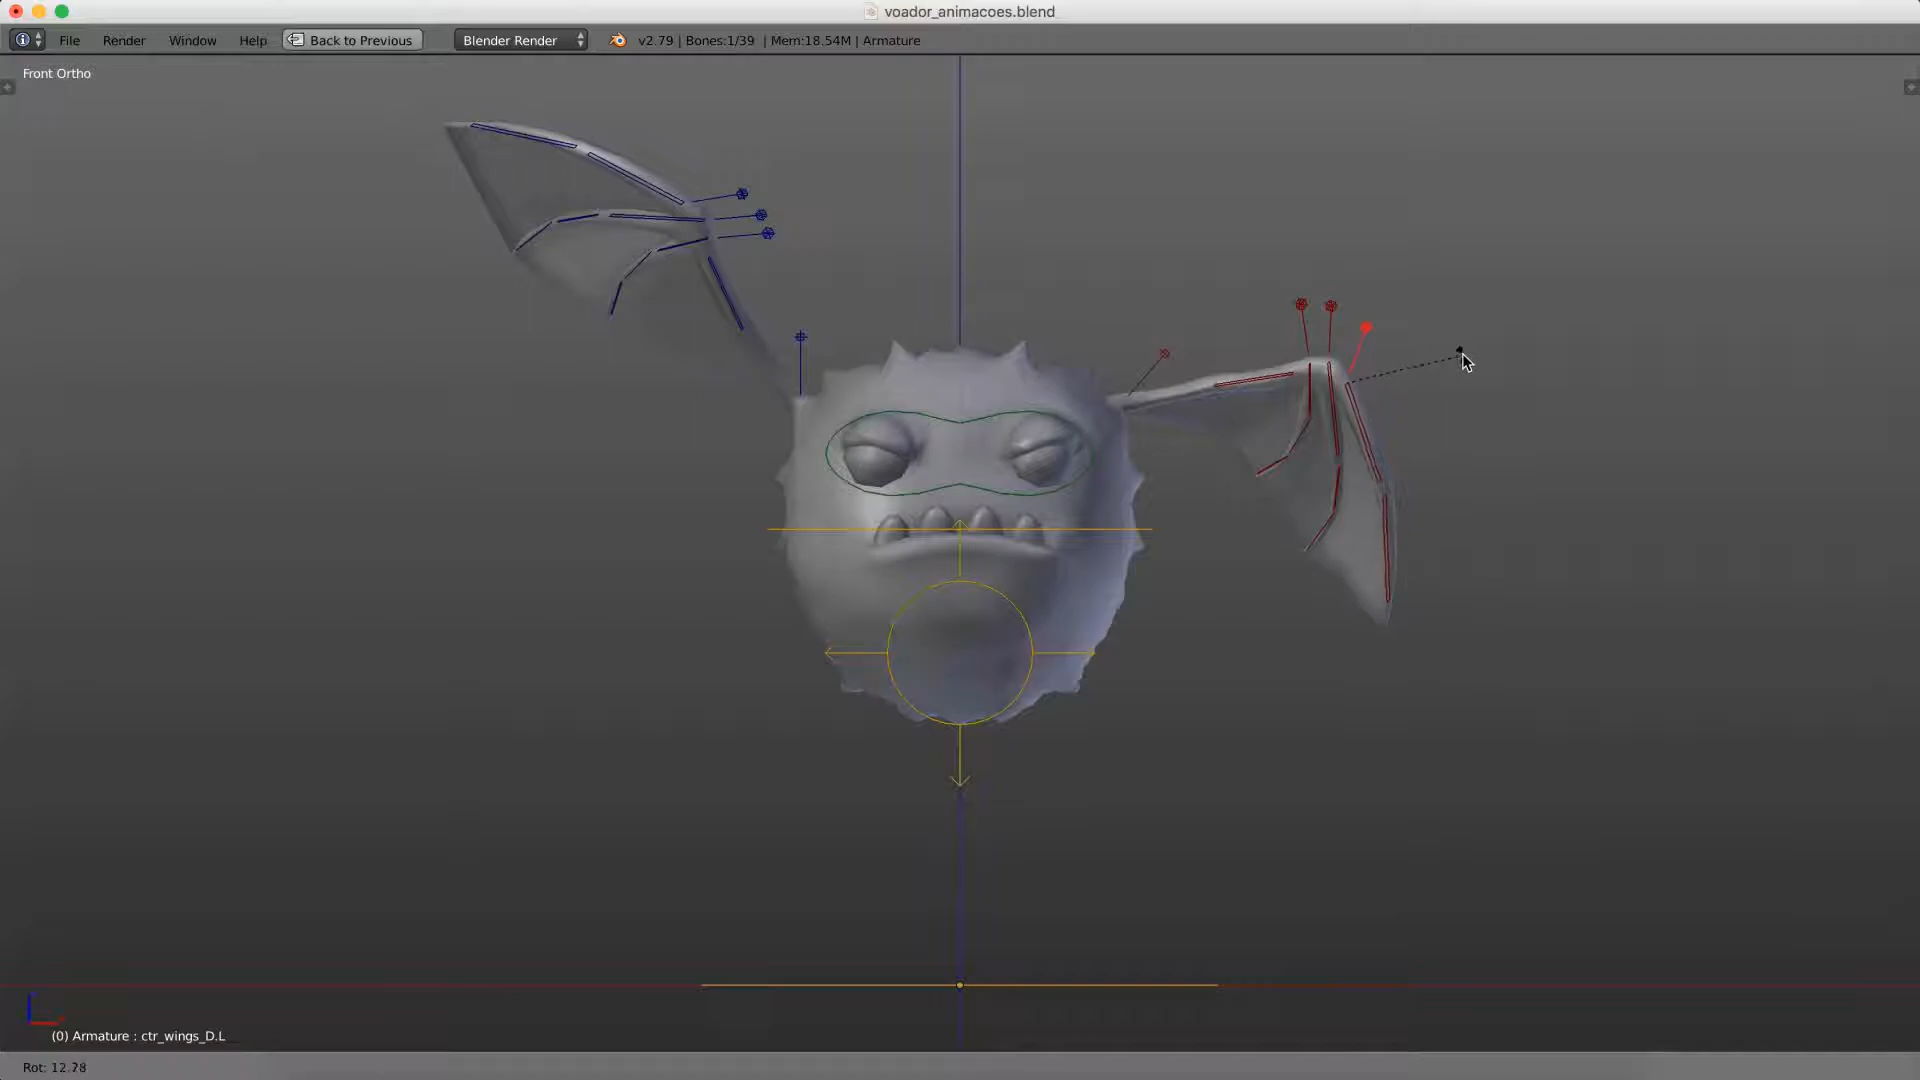 voador_animacoes.blend
File Render Window Help Back to Previous Blender Render v2.79 | Bones:1/39 | Mem:18.54M | Armature
Front Ortho
(0) Armature : ctr_wings_D.L
Rot: 12.78